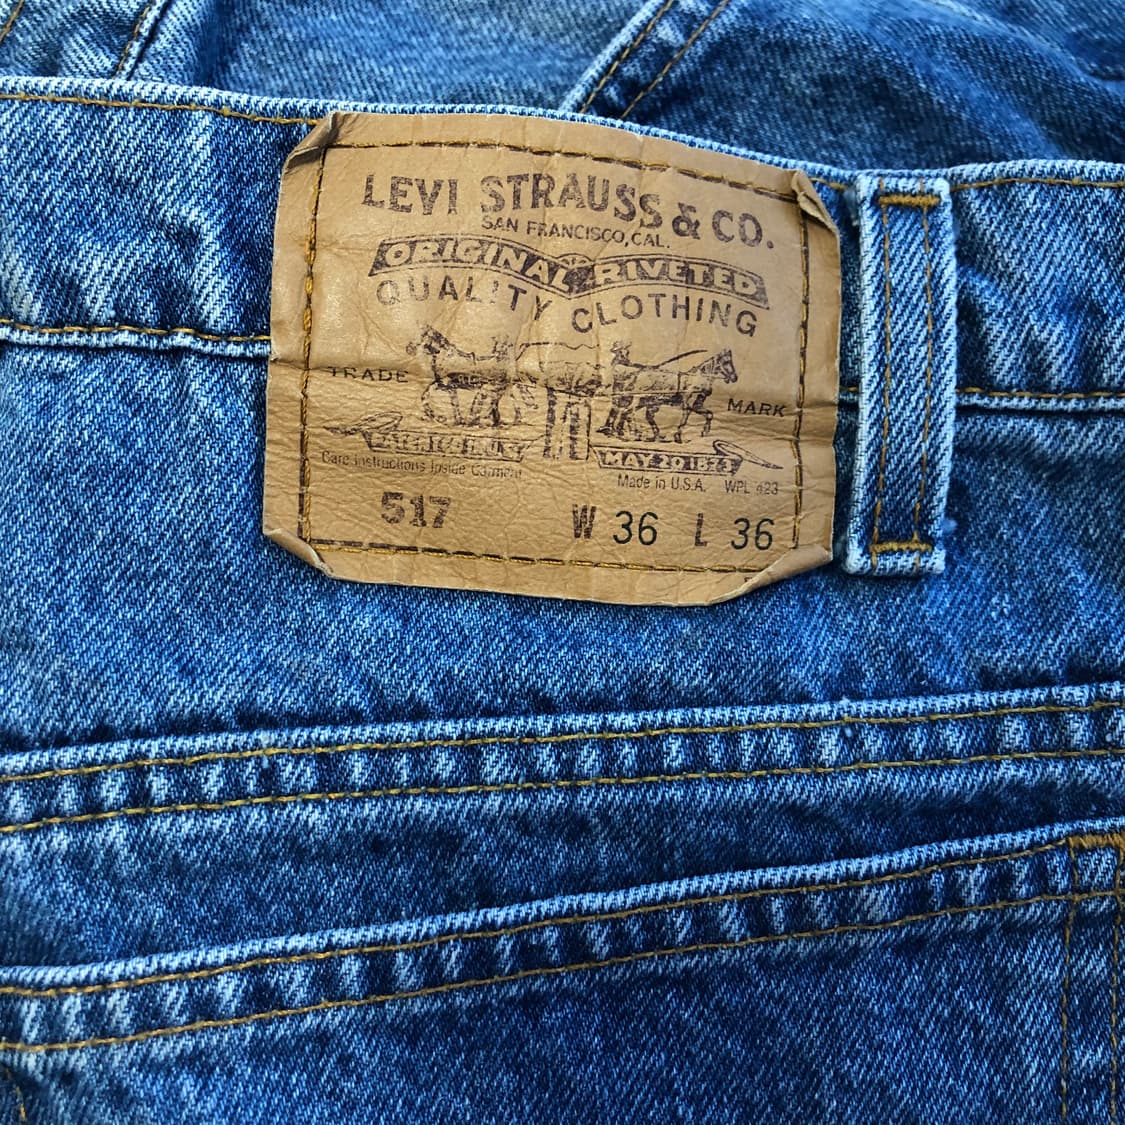 LEVI STRAUSS & CO.
SAN FRANCISCO, CAL.
ORIGINAL RIVETED
QUALITY CLOTHING
TRADE MARK
MAY 20 1873
Care Instructions Inside Garment
Made in U.S.A. WPL 423
517 W 36 L 36